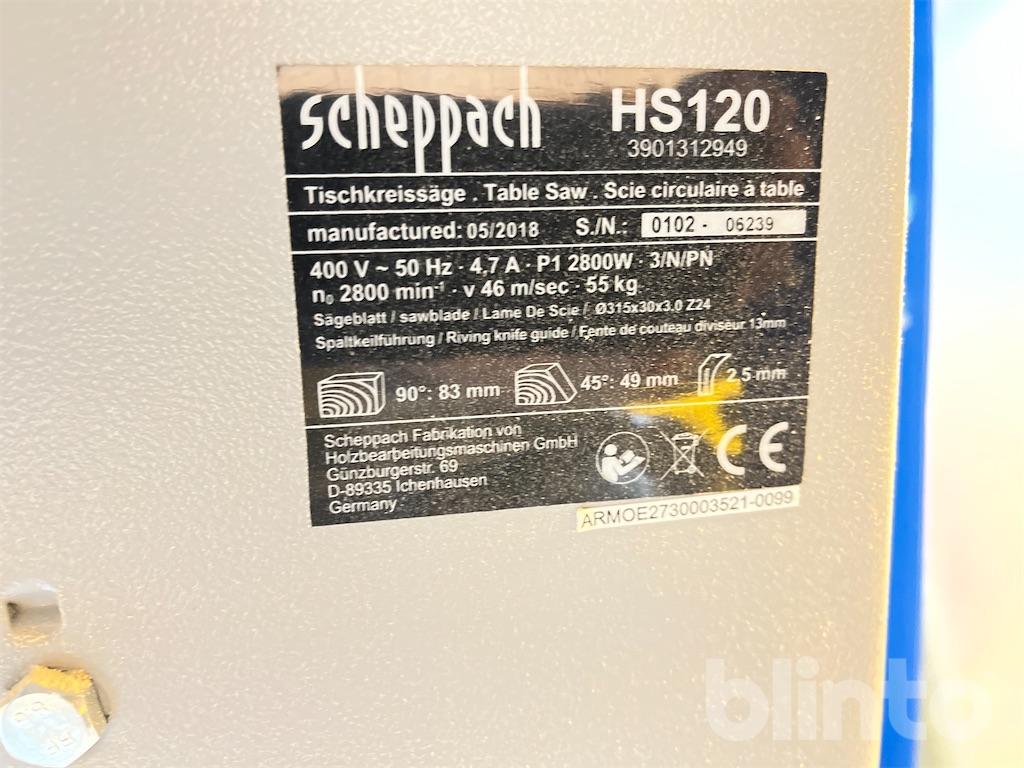 scheppach HS120
3901312949
Tischkreissäge . Table Saw . Scie circulaire à table
manufactured: 05/2018 S./N.: 0102 - 06239
400 V ~ 50 Hz · 4,7 A · P1 2800W · 3/N/PN
n₀ 2800 min⁻¹ · v 46 m/sec · 55 kg
Sägeblatt / sawblade / Lame De Scie / Ø315x30x3.0 Z24
Spaltkeilführung / Riving knife guide / Fente de couteau diviseur 13mm
90°: 83 mm 45°: 49 mm 2,5 mm
Scheppach Fabrikation von
Holzbearbeitungsmaschinen GmbH
Günzburgerstr. 69
D-89335 Ichenhausen
Germany
CE
ARMOE2730003521-0099
blinto